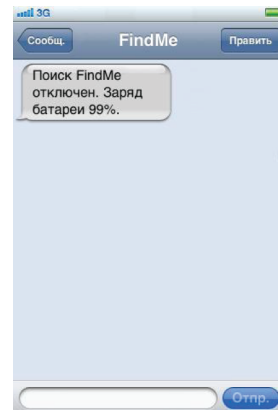 3G
Сообщ.
FindMe
Править
Поиск FindMe
отключен. Заряд
батареи 99%.
Отпр.